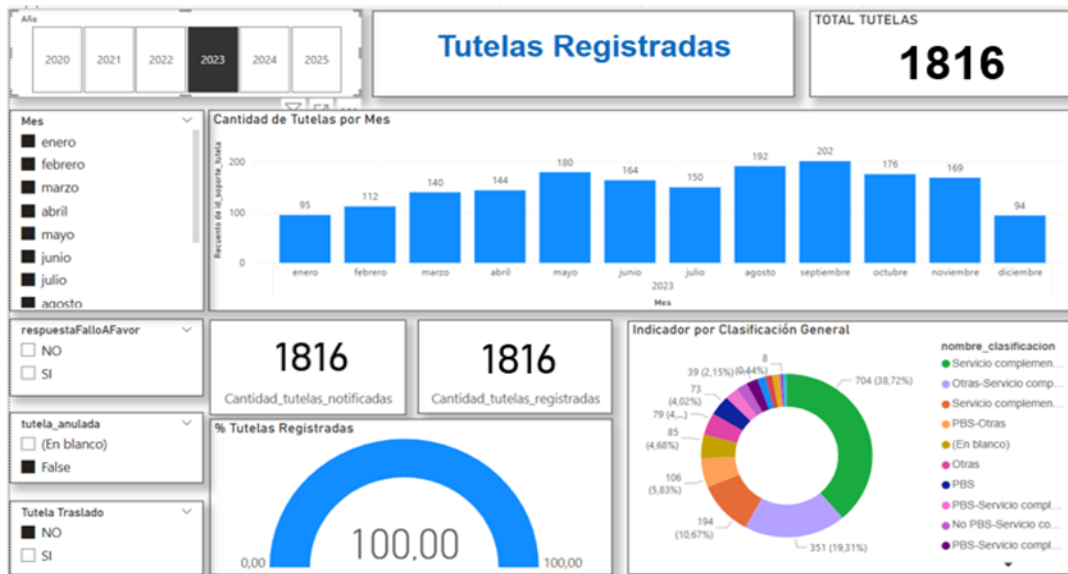 Año
2020 2021 2022 2023 2024 2025
Tutelas Registradas
TOTAL TUTELAS
1816
Mes
enero
febrero
marzo
abril
mayo
junio
julio
agosto
Cantidad de Tutelas por Mes
Recuento de id_soporte_tutela
200
100
0
95 112 140 144 180 164 150 192 202 176 169 94
enero febrero marzo abril mayo junio julio agosto septiembre octubre noviembre diciembre
2023
Mes
respuestaFalloAFavor
NO
SI
tutela_anulada
(En blanco)
False
Tutela Traslado
NO
SI
1816
Cantidad_tutelas_notificadas
1816
Cantidad_tutelas_registradas
% Tutelas Registradas
100,00
0,00
100,00
Indicador por Clasificación General
8
(0,44%)
39 (2,15%)
73
(4,02%)
79 (4,...)
85
(4,68%)
106
(5,83%)
194
(10,67%)
351 (19,31%)
704 (38,72%)
nombre_clasificacion
Servicio complemen...
Otras-Servicio comp...
Servicio complemen...
PBS-Otras
(En blanco)
Otras
PBS
PBS-Servicio compl...
No PBS-Servicio co...
PBS-Servicio compl...